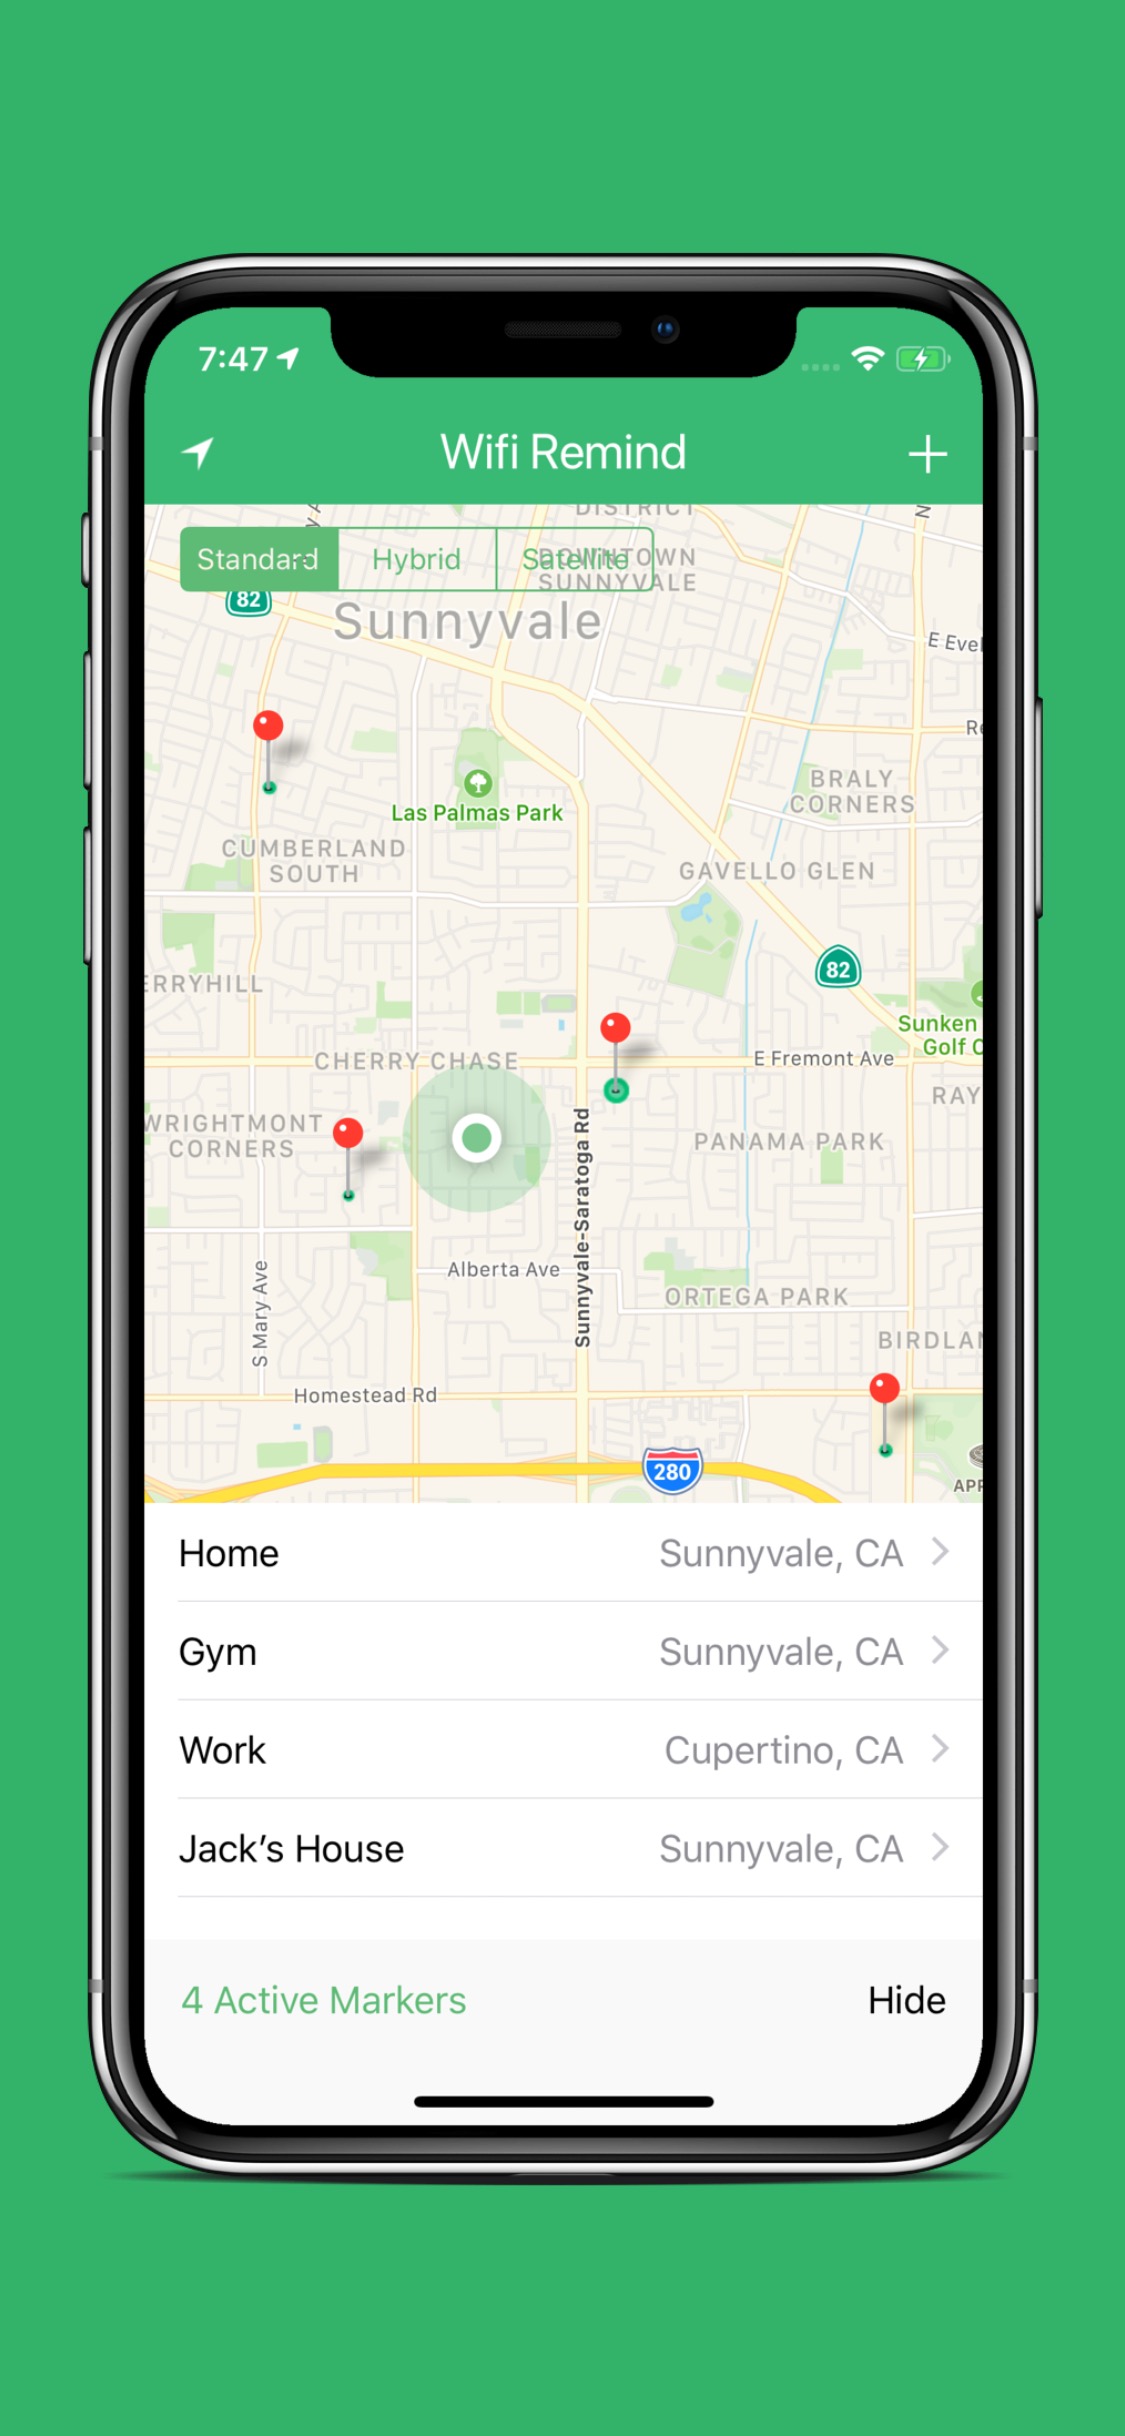 7:47
Wifi Remind
N
DISTRICT
Standard Hybrid Satellite
DOWNTOWN
SUNNYVALE
82
Sunnyvale
E Evel
Re
BRALY
CORNERS
Las Palmas Park
CUMBERLAND
SOUTH
GAVELLO GLEN
82
ERRYHILL
Sunken
Golf C
CHERRY CHASE
E Fremont Ave
RAY
WRIGHTMONT
CORNERS
PANAMA PARK
Sunnyvale-Saratoga Rd
Alberta Ave
S Mary Ave
ORTEGA PARK
BIRDLAN
Homestead Rd
280
APP
Home Sunnyvale, CA
Gym Sunnyvale, CA
Work Cupertino, CA
Jack’s House Sunnyvale, CA
4 Active Markers Hide